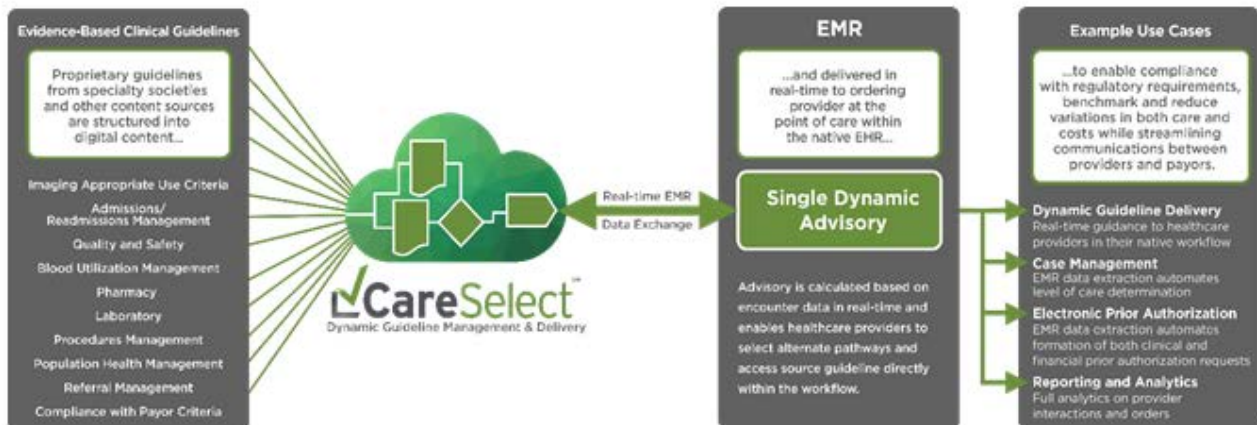 Evidence-Based Clinical Guidelines
Proprietary guidelines
from specialty societies
and other content sources
are structured into
digital content...
Imaging Appropriate Use Criteria
Admissions/
Readmissions Management
Quality and Safety
Blood Utilization Management
Pharmacy
Laboratory
Procedures Management
Population Health Management
Referral Management
Compliance with Payor Criteria
CareSelect℠
Dynamic Guideline Management & Delivery
Real-time EMR
Data Exchange
EMR
...and delivered in
real-time to ordering
provider at the
point of care within
the native EHR...
Single Dynamic
Advisory
Advisory is calculated based on
encounter data in real-time and
enables healthcare providers to
select alternate pathways and
access source guideline directly
within the workflow.
Example Use Cases
...to enable compliance
with regulatory requirements,
benchmark and reduce
variations in both care and
costs while streamlining
communications between
providers and payors.
Dynamic Guideline Delivery
Real-time guidance to healthcare
providers in their native workflow
Case Management
EMR data extraction automates
level of care determination
Electronic Prior Authorization
EMR data extraction automates
formation of both clinical and
financial prior authorization requests
Reporting and Analytics
Full analytics on provider
interactions and orders